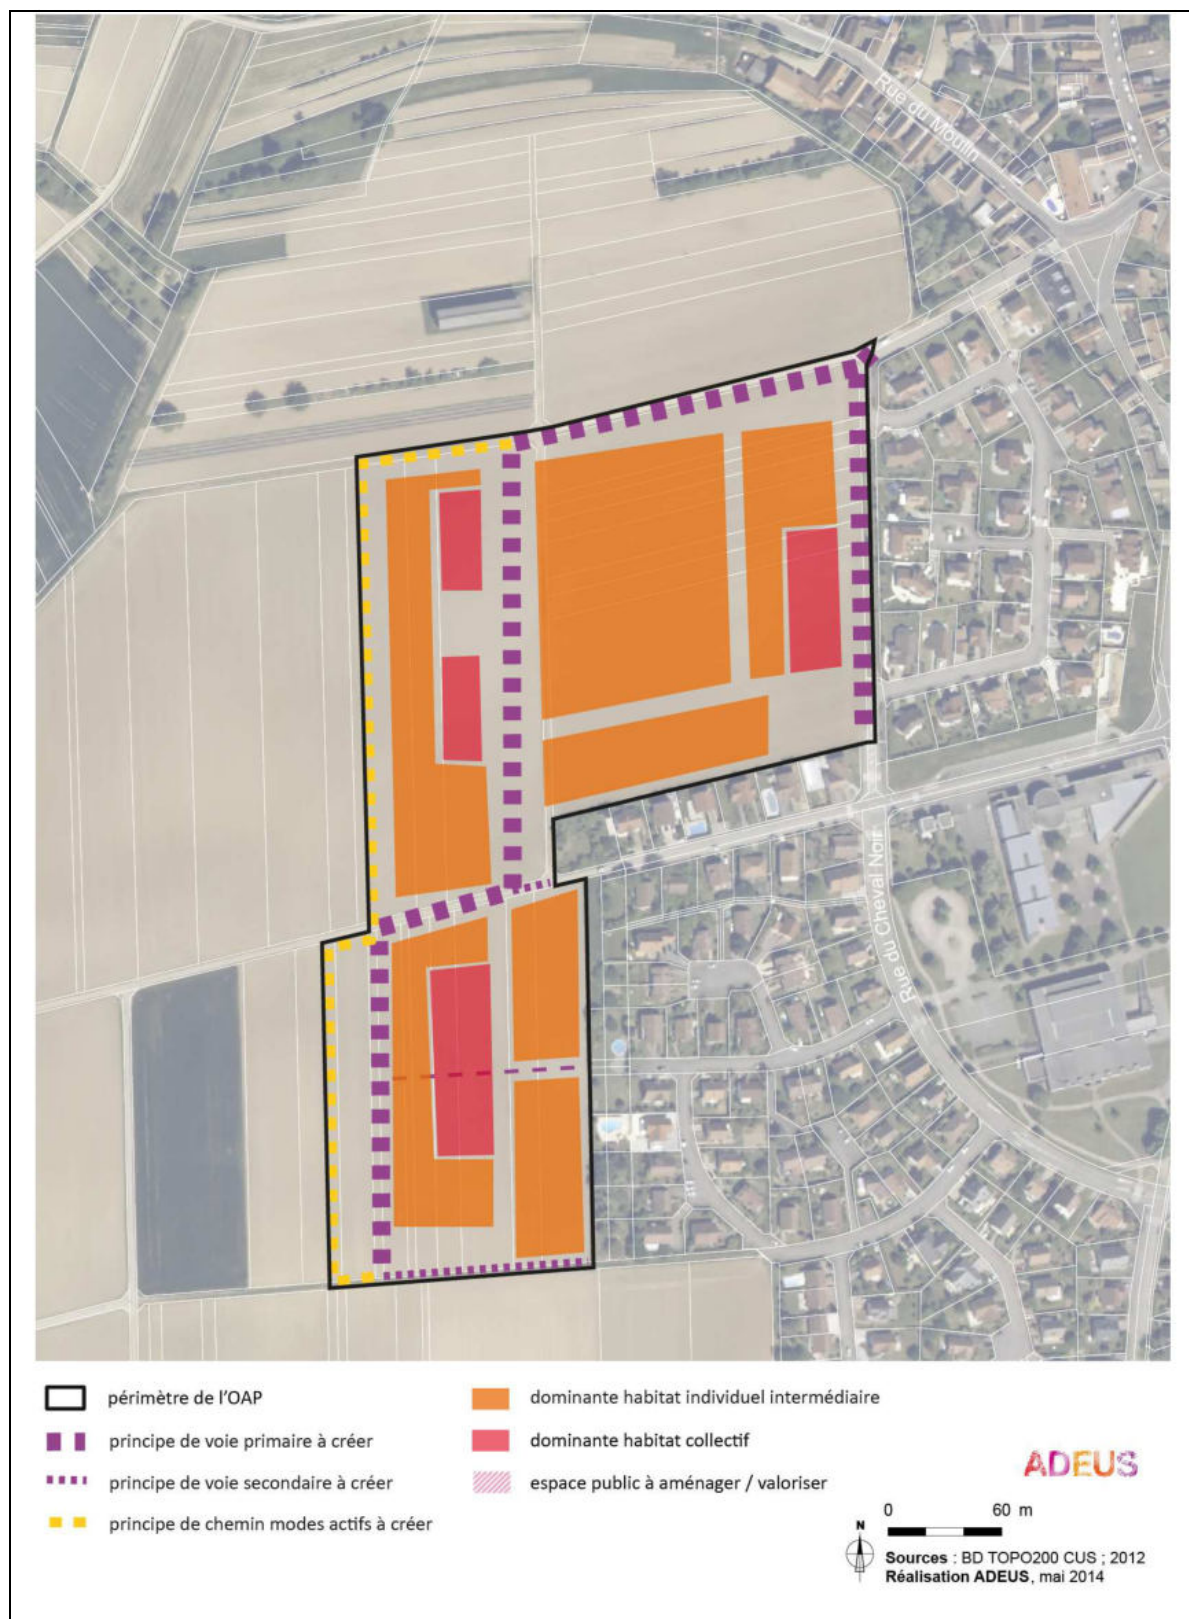 Rue du Moulin
Rue du Cheval Noir
périmètre de l'OAP
principe de voie primaire à créer
principe de voie secondaire à créer
principe de chemin modes actifs à créer
dominante habitat individuel intermédiaire
dominante habitat collectif
espace public à aménager / valoriser
ADEUS
0 60 m
N
Sources : BD TOPO200 CUS ; 2012
Réalisation ADEUS, mai 2014